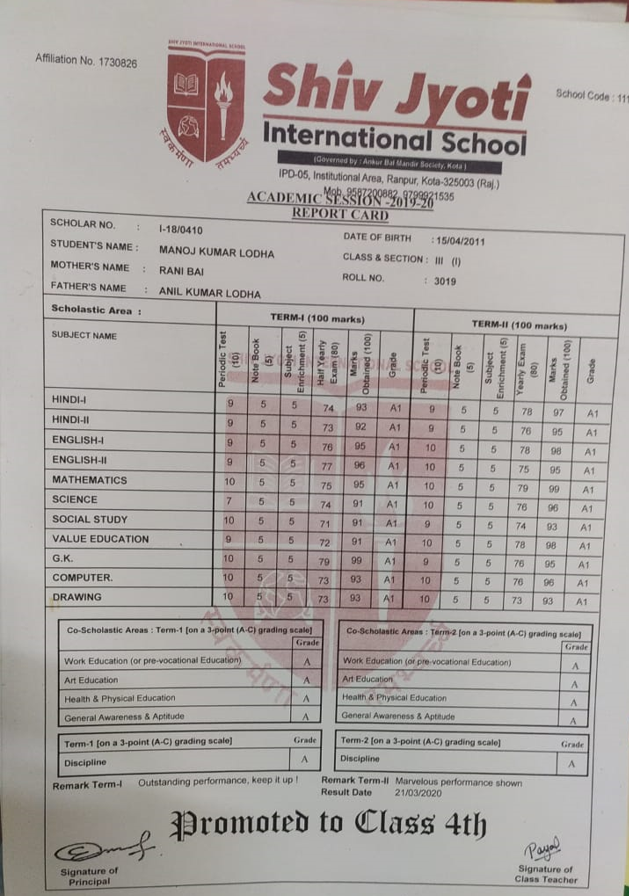 SHIV JYOTI INTERNATIONAL SCHOOL
Affiliation No. 1730826
School Code : 111
Shiv Jyoti
International School
स्वकर्मणा तमभ्यर्च्य
(Governed by : Ankur Bal Mandir Society, Kota)
IPD-05, Institutional Area, Ranpur, Kota-325003 (Raj.)
Mob. 9587200882, 9799921535
ACADEMIC SESSION -2019-20
REPORT CARD
SCHOLAR NO. : I-18/0410 DATE OF BIRTH : 15/04/2011
STUDENT'S NAME : MANOJ KUMAR LODHA CLASS & SECTION : III (I)
MOTHER'S NAME : RANI BAI ROLL NO. : 3019
FATHER'S NAME : ANIL KUMAR LODHA
Scholastic Area : TERM-I (100 marks) TERM-II (100 marks)
SUBJECT NAME Periodic Test (10) Note Book (5) Subject Enrichment (5) Half Yearly Exam (80) Marks Obtained (100) Grade Periodic Test (10) Note Book (5) Subject Enrichment (5) Yearly Exam (80) Marks Obtained (100) Grade
HINDI-I 9 5 5 74 93 A1 9 5 5 78 97 A1
HINDI-II 9 5 5 73 92 A1 9 5 5 76 95 A1
ENGLISH-I 9 5 5 76 95 A1 10 5 5 78 98 A1
ENGLISH-II 9 5 5 77 96 A1 10 5 5 75 95 A1
MATHEMATICS 10 5 5 75 95 A1 10 5 5 79 99 A1
SCIENCE 7 5 5 74 91 A1 10 5 5 76 96 A1
SOCIAL STUDY 10 5 5 71 91 A1 9 5 5 74 93 A1
VALUE EDUCATION 9 5 5 72 91 A1 10 5 5 78 98 A1
G.K. 10 5 5 79 99 A1 9 5 5 76 95 A1
COMPUTER. 10 5 5 73 93 A1 10 5 5 76 96 A1
DRAWING 10 5 5 73 93 A1 10 5 5 73 93 A1
Co-Scholastic Areas : Term-1 [on a 3-point (A-C) grading scale] Co-Scholastic Areas : Term-2 [on a 3-point (A-C) grading scale]
Grade Grade
Work Education (or pre-vocational Education) A Work Education (or pre-vocational Education) A
Art Education A Art Education A
Health & Physical Education A Health & Physical Education A
General Awareness & Aptitude A General Awareness & Aptitude A
Term-1 [on a 3-point (A-C) grading scale] Grade Term-2 [on a 3-point (A-C) grading scale] Grade
Discipline A Discipline A
Remark Term-I Outstanding performance, keep it up ! Remark Term-II Marvelous performance shown
Result Date 21/03/2020
Promoted to Class 4th
Payal
Signature of Signature of
Principal Class Teacher